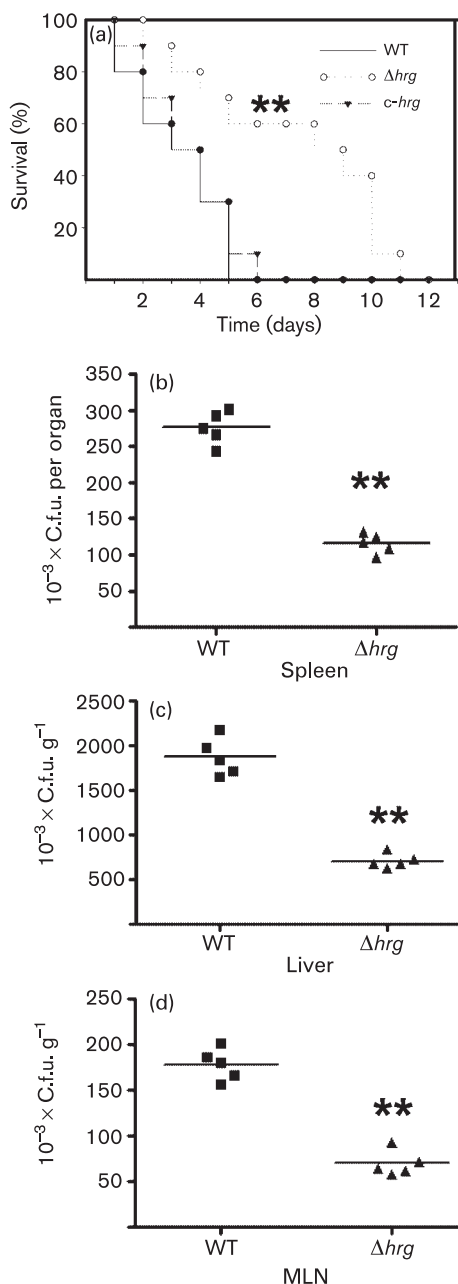 (a)
WT
Δhrg
c-hrg
**
100
80
60
40
20
Survival (%)
2 4 6 8 10 12
Time (days)
(b)
350
300
250
200
150
100
50
10⁻³ × C.f.u. per organ
**
WT Δhrg
Spleen
(c)
2500
2000
1500
1000
500
10⁻³ × C.f.u. g⁻¹
**
WT Δhrg
Liver
(d)
250
200
150
100
50
0
10⁻³ × C.f.u. g⁻¹
**
WT Δhrg
MLN